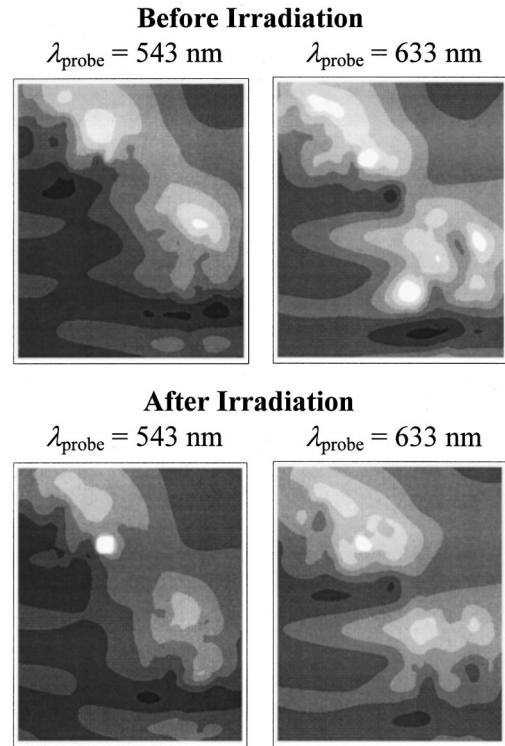 Before Irradiation
λprobe = 543 nm λprobe = 633 nm
After Irradiation
λprobe = 543 nm λprobe = 633 nm